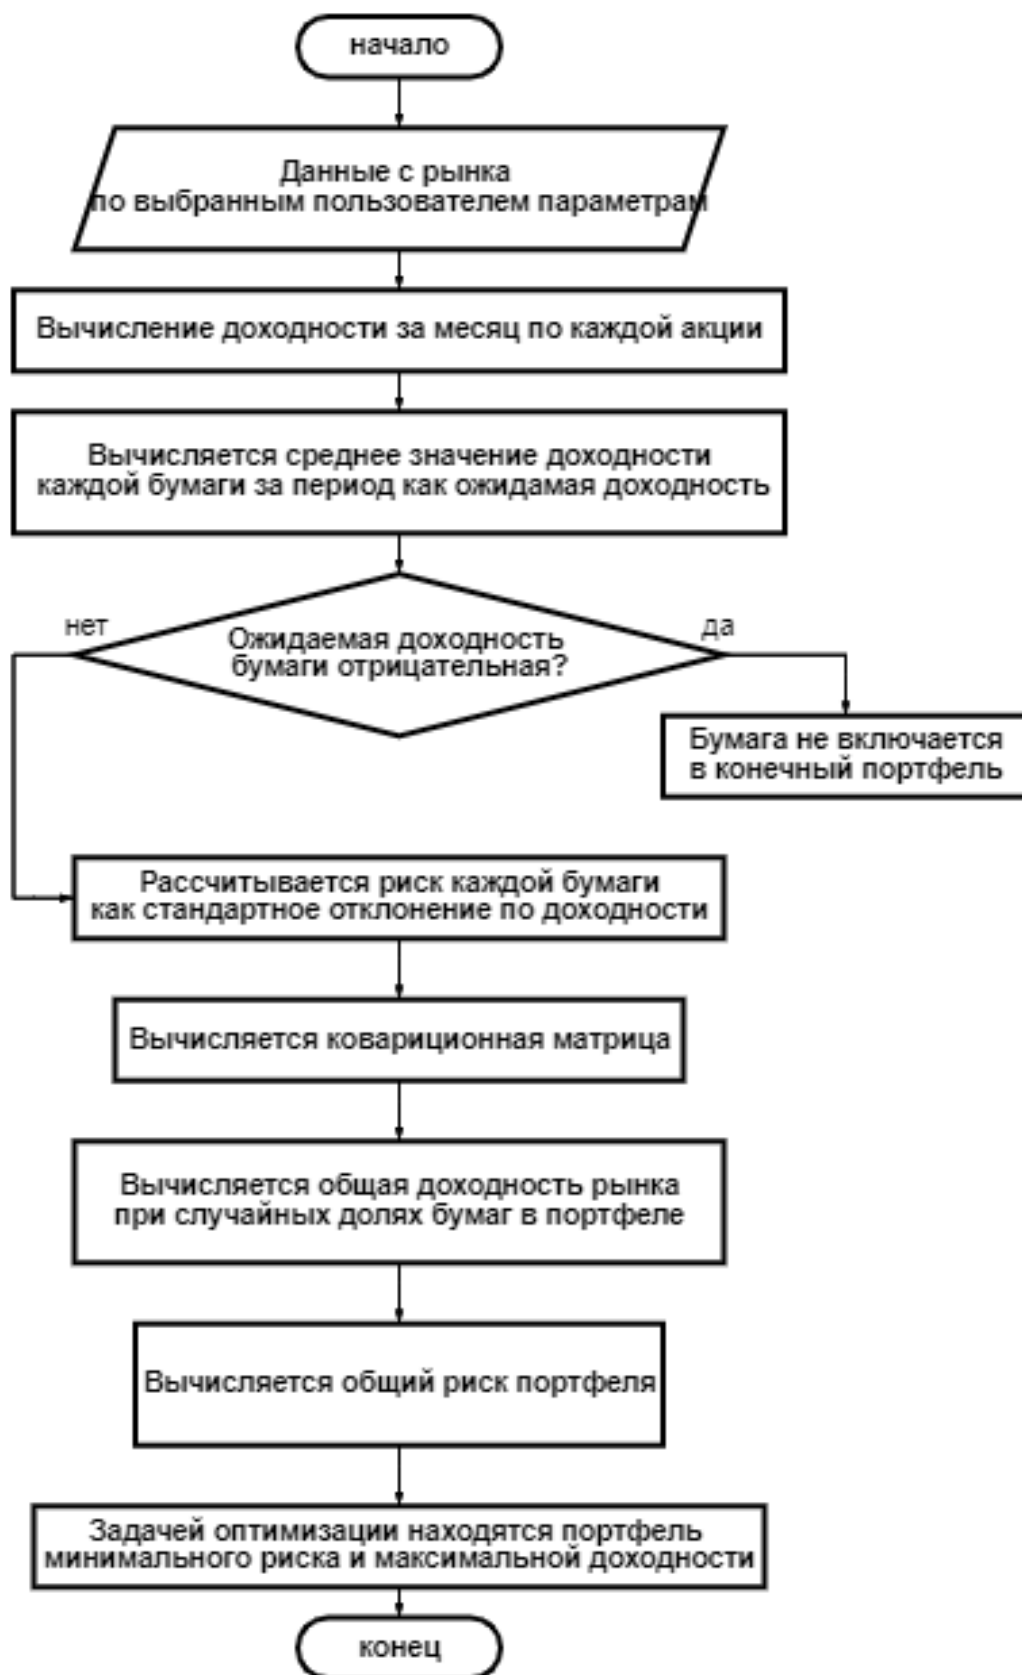 начало
Данные с рынка
по выбранным пользователем параметрам
Вычисление доходности за месяц по каждой акции
Вычисляется среднее значение доходности
каждой бумаги за период как ожидамая доходность
нет
Ожидаемая доходность
бумаги отрицательная?
да
Бумага не включается
в конечный портфель
Рассчитывается риск каждой бумаги
как стандартное отклонение по доходности
Вычисляетсяковариционная матрица
Вычисляется общая доходность рынка
при случайных долях бумаг в портфеле
Вычисляется общий риск портфеля
Задачей оптимизации находятся портфель
минимального риска и максимальной доходности
конец